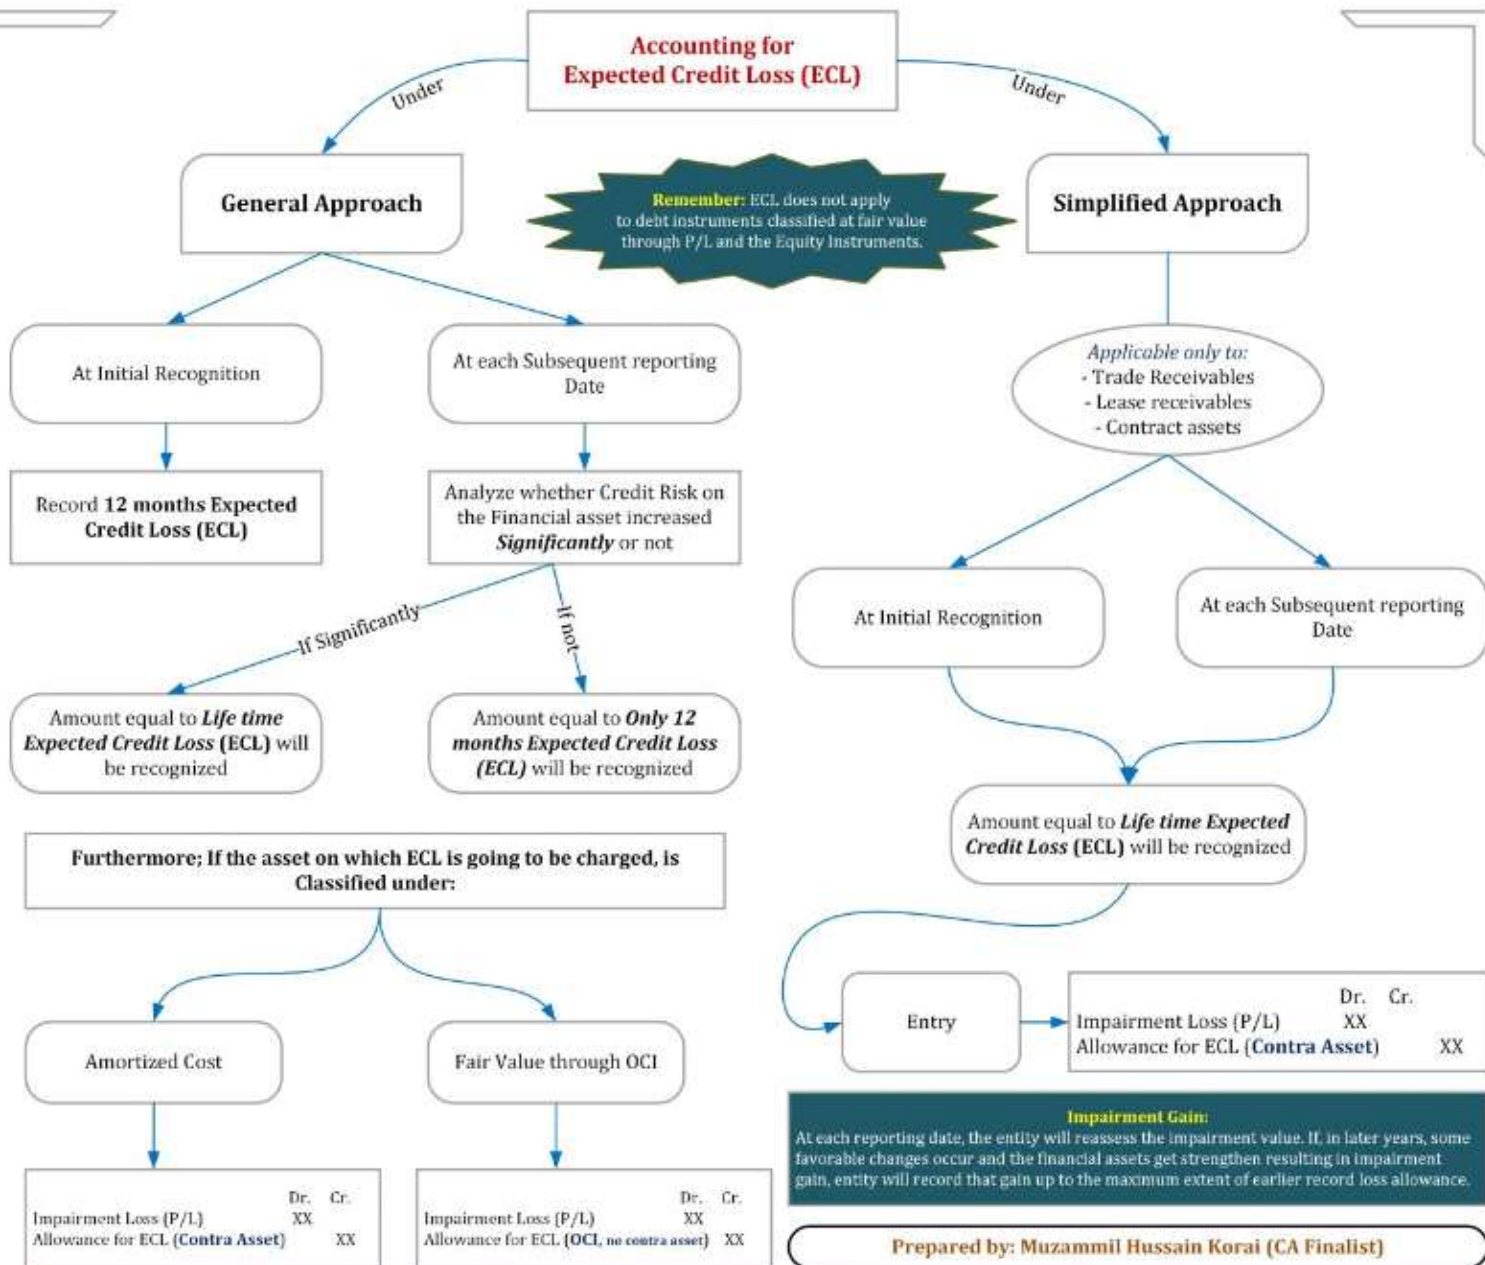 Accounting for
Expected Credit Loss (ECL)
Under
Under
General Approach
Remember: ECL does not apply
to debt instruments classified at fair value
through P/L and the Equity Instruments.
Simplified Approach
At Initial Recognition
At each Subsequent reporting
Date
Applicable only to:
- Trade Receivables
- Lease receivables
- Contract assets
Record 12 months Expected
Credit Loss (ECL)
Analyze whether Credit Risk on
the Financial asset increased
Significantly or not
If Significantly
If not
At Initial Recognition
At each Subsequent reporting
Date
Amount equal to Life time
Expected Credit Loss (ECL) will
be recognized
Amount equal to Only 12
months Expected Credit Loss
(ECL) will be recognized
Amount equal to Life time Expected
Credit Loss (ECL) will be recognized
Furthermore; If the asset on which ECL is going to be charged, is
Classified under:
Amortized Cost
Fair Value through OCI
Entry
Dr. Cr.
Impairment Loss (P/L) XX
Allowance for ECL (Contra Asset) XX
Impairment Gain:
At each reporting date, the entity will reassess the impairment value. If, in later years, some
favorable changes occur and the financial assets get strengthen resulting in impairment
gain, entity will record that gain up to the maximum extent of earlier record loss allowance.
Dr. Cr.
Impairment Loss (P/L) XX
Allowance for ECL (Contra Asset) XX
Dr. Cr.
Impairment Loss (P/L) XX
Allowance for ECL (OCI, no contra asset) XX
Prepared by: Muzammil Hussain Korai (CA Finalist)